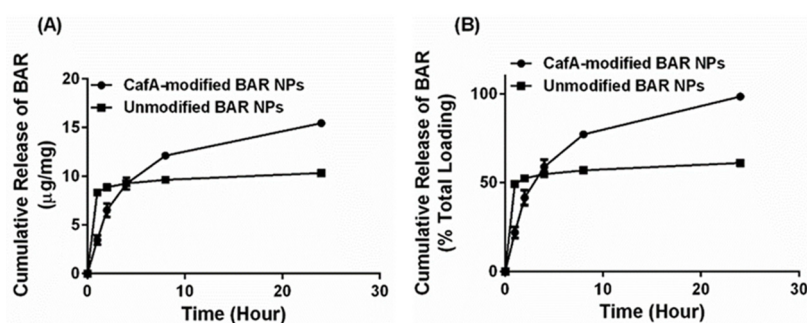 (A)
Cumulative Release of BAR
(µg/mg)
CafA-modified BAR NPs
Unmodified BAR NPs
20
15
10
5
0
0 10 20 30
Time (Hour)
(B)
Cumulative Release of BAR
(% Total Loading)
CafA-modified BAR NPs
Unmodified BAR NPs
100
50
0
0 10 20 30
Time (Hour)